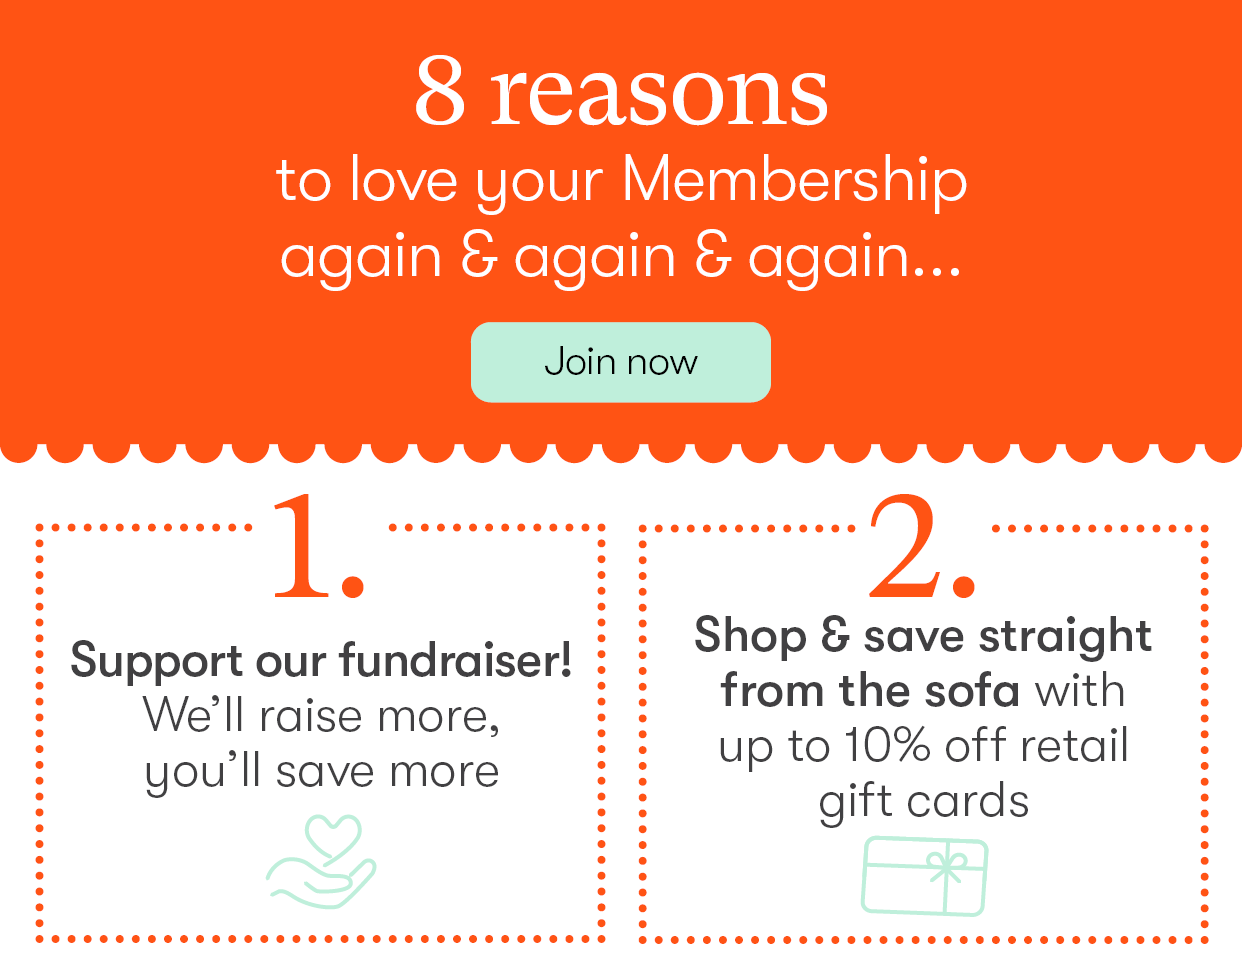 8 reasons
to love your Membership
again & again & again...
Join now
1.
Support our fundraiser!
We'll raise more,
you'll save more
2.
Shop & save straight
from the sofa with
up to 10% off retail
gift cards